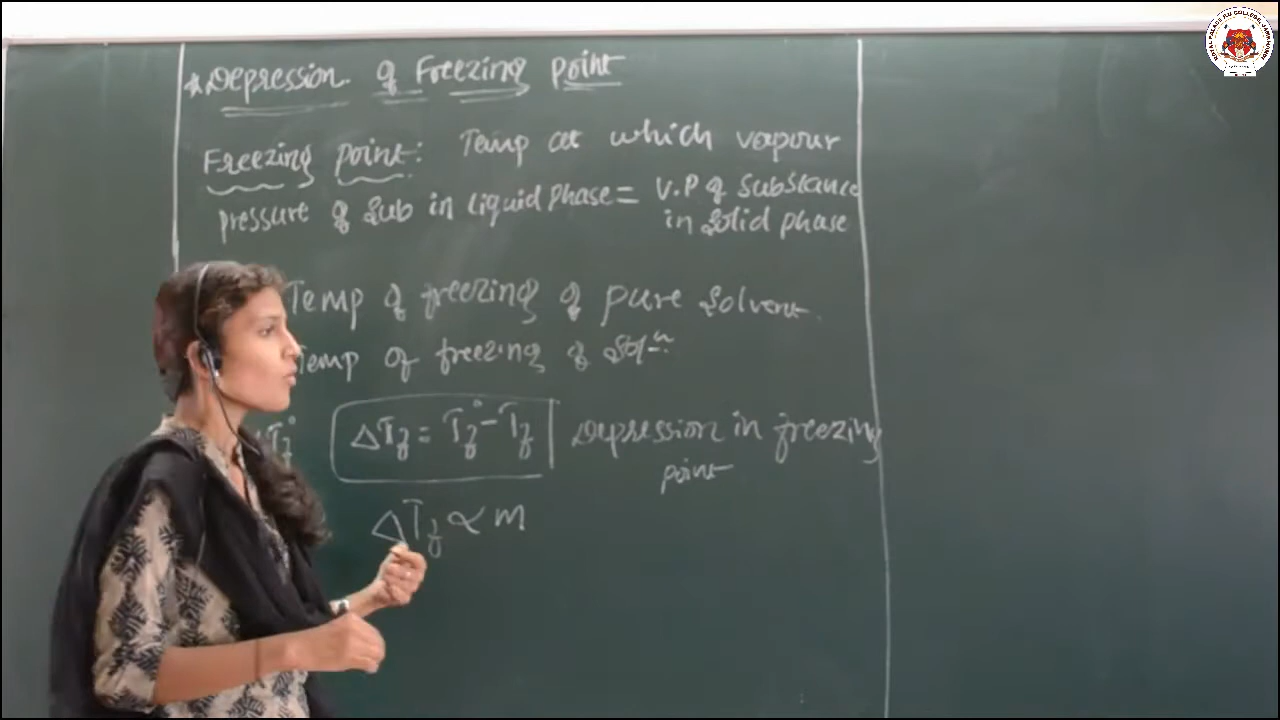 * Depression of Freezing point
Freezing point: Temp at which vapour
pressure of sub in liquid phase = V.P of substance
in solid phase
Temp of freezing of pure solvent.
Temp of freezing of solⁿ.
Tf°
ΔTf = Tf° - Tf
Depression in freezing
point
ΔTf ∝ m